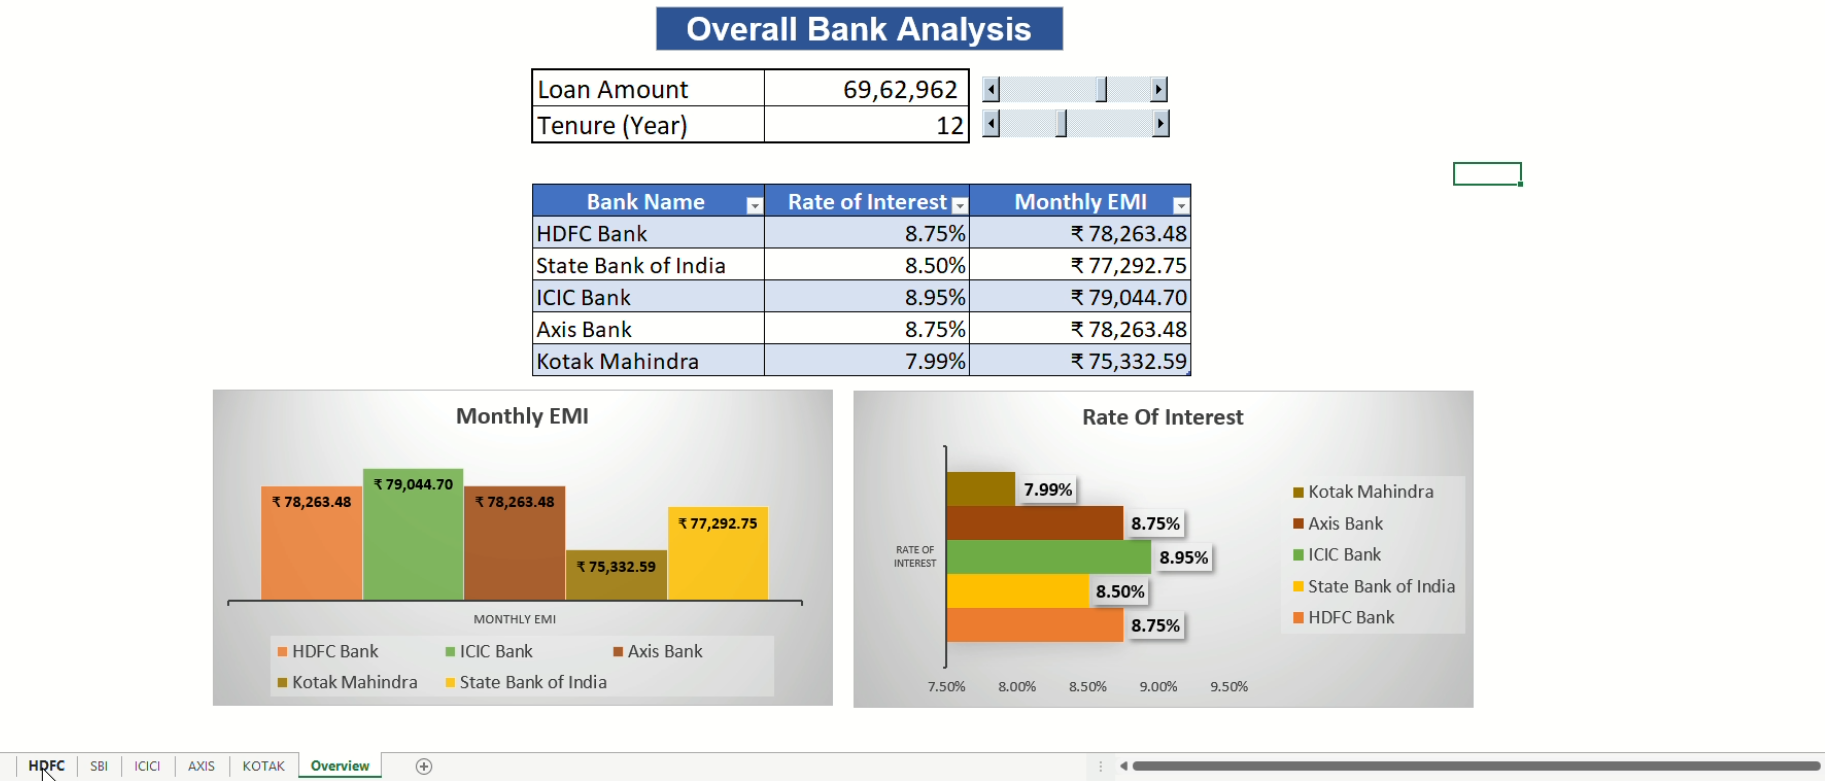 Overall Bank Analysis
Loan Amount 69,62,962
Tenure (Year) 12
Bank Name Rate of Interest Monthly EMI
HDFC Bank 8.75% ₹ 78,263.48
State Bank of India 8.50% ₹ 77,292.75
ICIC Bank 8.95% ₹ 79,044.70
Axis Bank 8.75% ₹ 78,263.48
Kotak Mahindra 7.99% ₹ 75,332.59
Monthly EMI
₹ 78,263.48 ₹ 79,044.70 ₹ 78,263.48 ₹ 75,332.59 ₹ 77,292.75
MONTHLY EMI
HDFC Bank ICIC Bank Axis Bank
Kotak Mahindra State Bank of India
Rate Of Interest
RATE OF
INTEREST
7.99%
8.75%
8.95%
8.50%
8.75%
7.50% 8.00% 8.50% 9.00% 9.50%
Kotak Mahindra
Axis Bank
ICIC Bank
State Bank of India
HDFC Bank
HDFC SBI ICICI AXIS KOTAK Overview